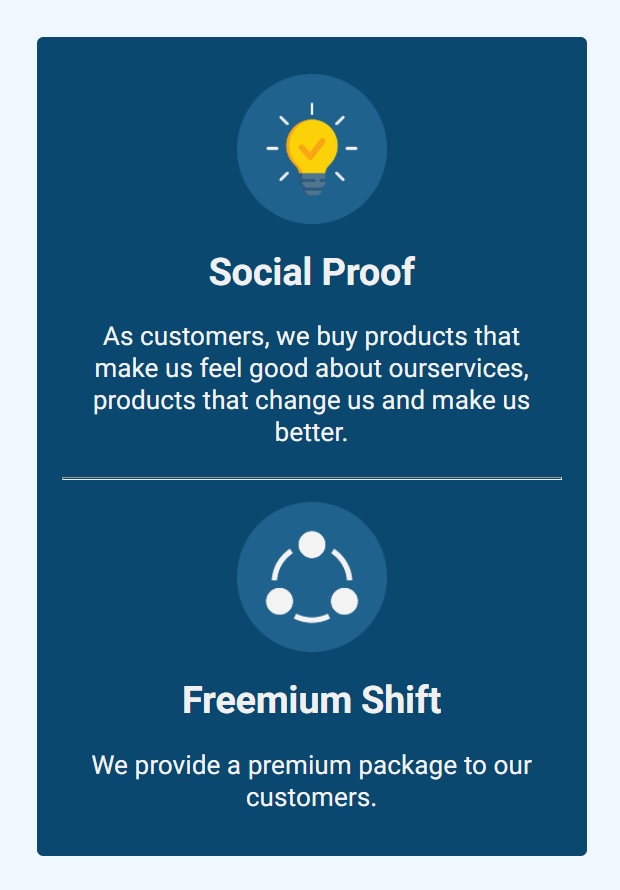 Social Proof
As customers, we buy products that
make us feel good about ourservices,
products that change us and make us
better.
Freemium Shift
We provide a premium package to our
customers.